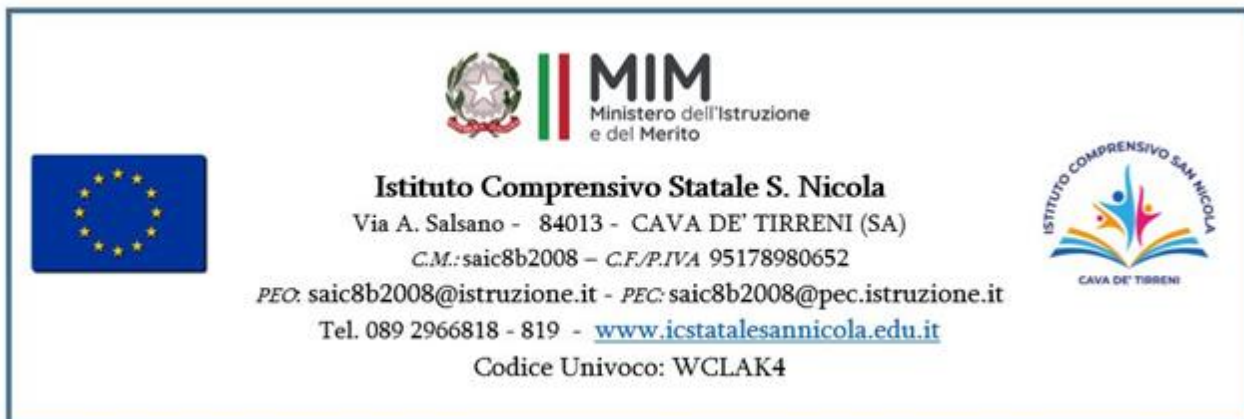 MIM
Ministero dell'Istruzione
e del Merito
Istituto Comprensivo Statale S. Nicola
Via A. Salsano - 84013 - CAVA DE' TIRRENI (SA)
C.M.: saic8b2008 – C.F./P.IVA 95178980652
PEO: saic8b2008@istruzione.it - PEC: saic8b2008@pec.istruzione.it
Tel. 089 2966818 - 819 - www.icstatalesannicola.edu.it
Codice Univoco: WCLAK4
ISTITUTO COMPRENSIVO SAN NICOLA
CAVA DE' TIRRENI